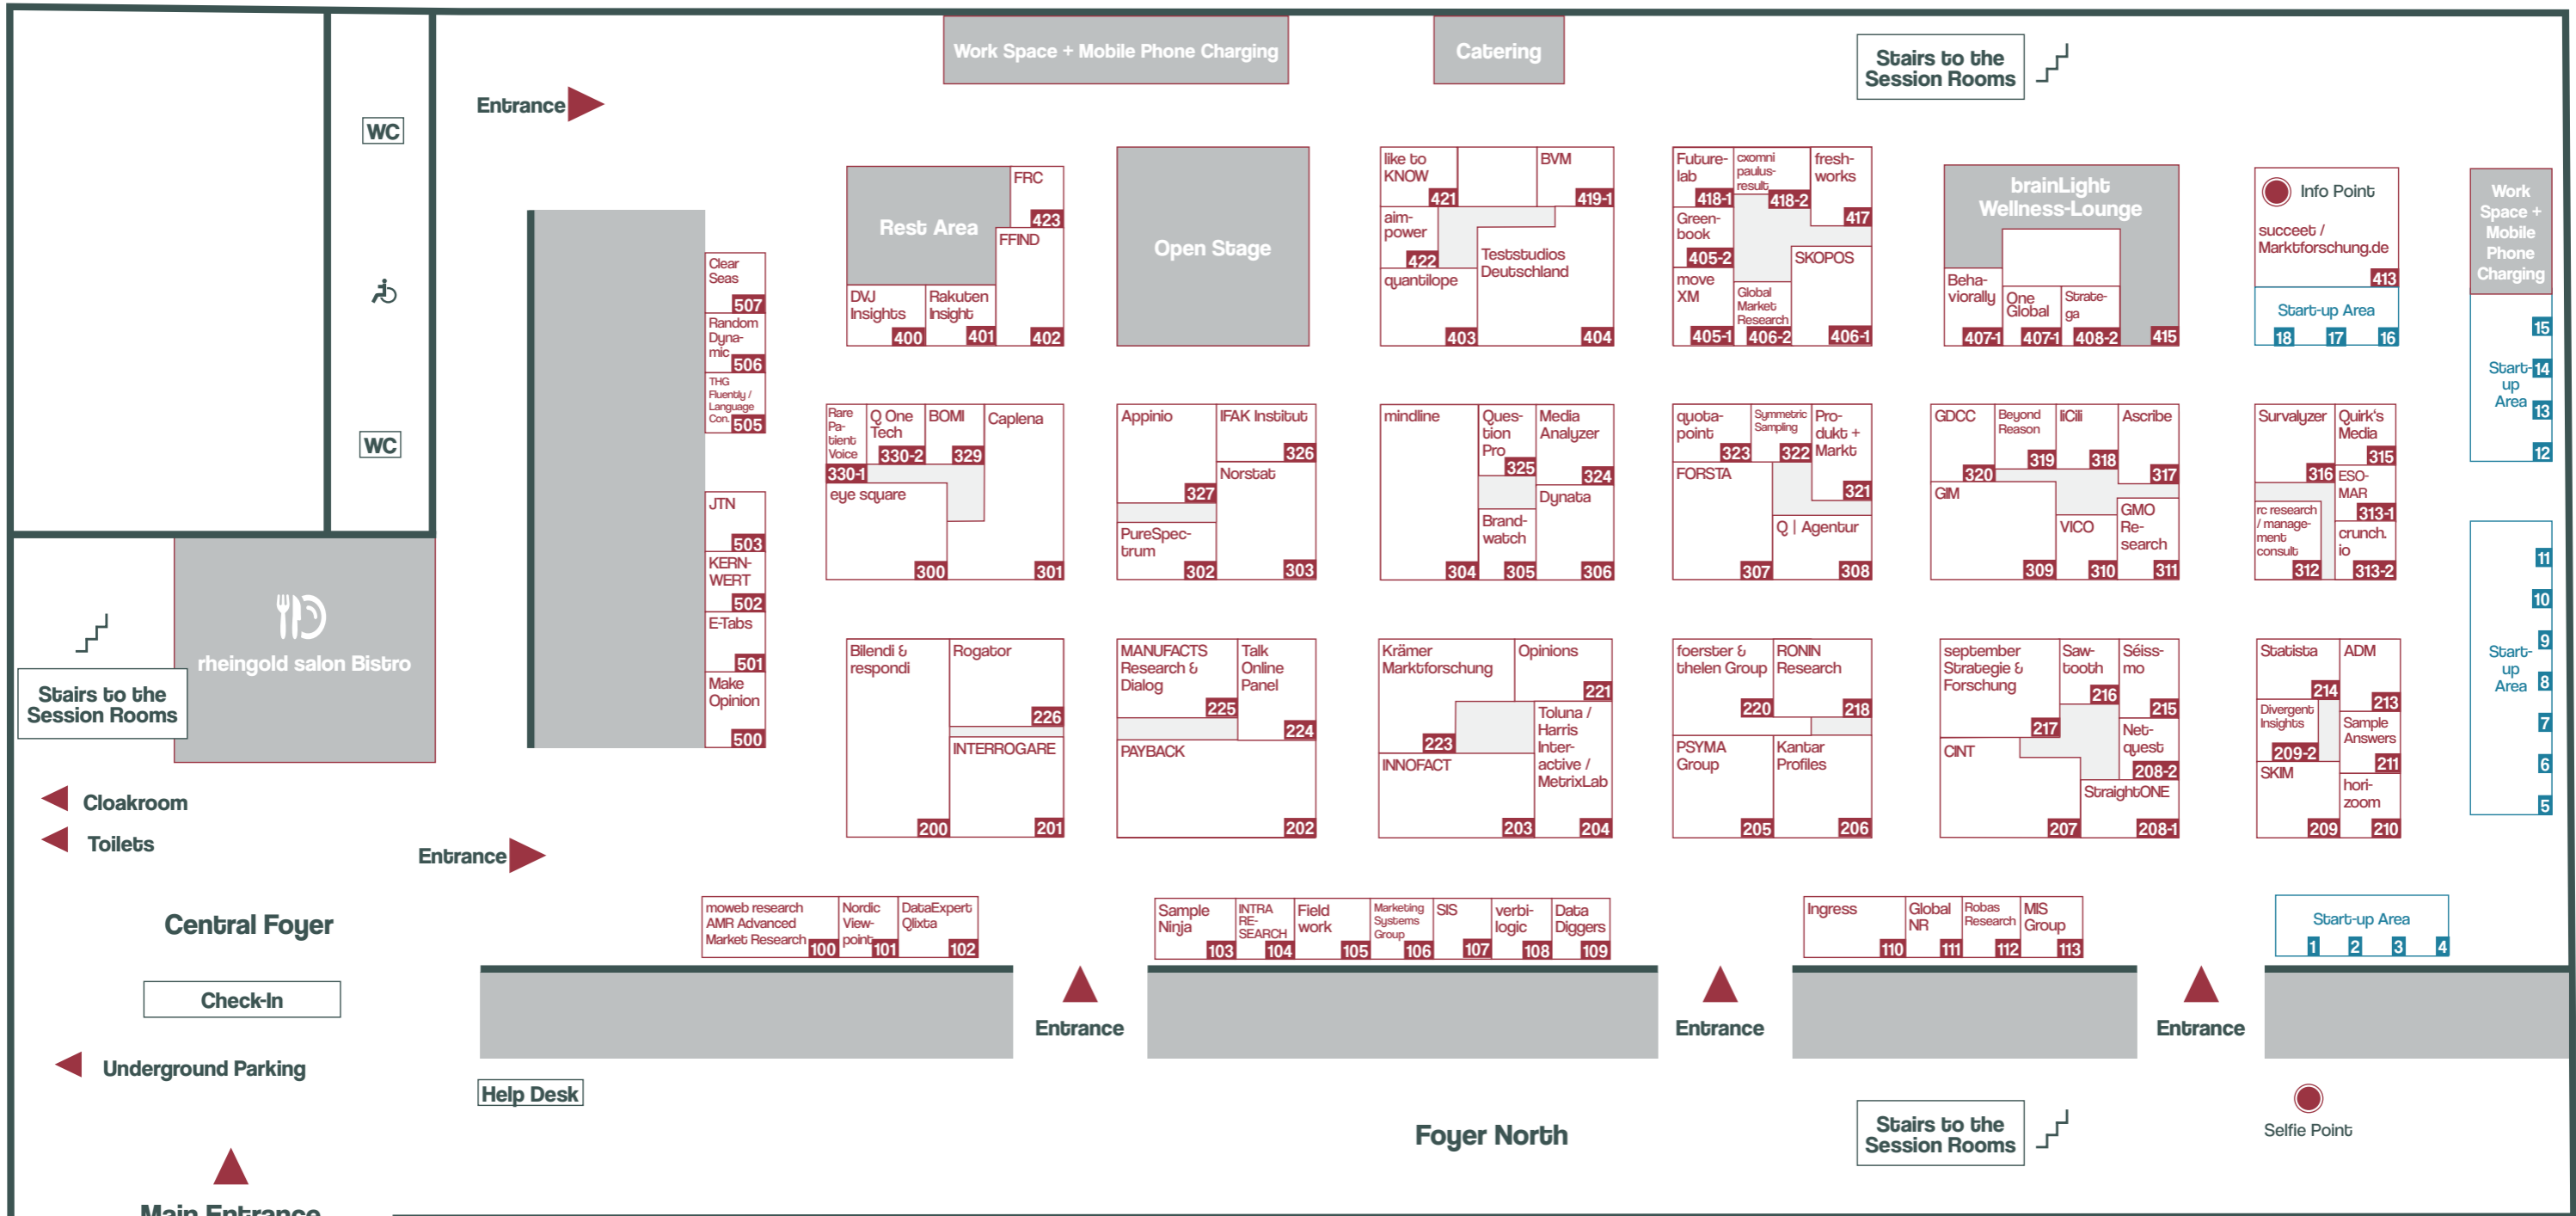 Work Space + Mobile Phone Charging
Catering
Stairs to the
Session Rooms
Entrance
WC
WC
rheingold salon Bistro
Stairs to the
Session Rooms
Cloakroom
Toilets
Entrance
Central Foyer
Check-In
Underground Parking
Help Desk
Main Entrance
Clear
Seas
507
Random
Dyna-
mic
506
THG
Fluently /
Language
Con.
505
JTN
503
KERN-
WERT
502
E-Tabs
501
Make
Opinion
500
Rest Area
FRC
423
FFIND
402
DVJ
Insights
400
Rakuten
Insight
401
Open Stage
like to
KNOW
421
BVM
419-1
aim-
power
422
quantilope
403
Teststudios
Deutschland
404
Future-
lab
418-1
cxomni
paulus-
result
418-2
fresh-
works
417
Green-
book
405-2
move
XM
405-1
Global
Market
Research
406-2
SKOPOS
406-1
brainLight
Wellness-Lounge
415
Beha-
viorally
407-1
One
Global
407-1
Strate-
ga
408-2
Info Point
succeet /
Marktforschung.de
413
Start-up Area
18
17
16
Work
Space +
Mobile
Phone
Charging
15
14
13
12
Start-
up
Area
Rare
Pa-
tient
Voice
330-1
Q One
Tech
330-2
BOMI
329
Caplena
301
eye square
300
Appinio
327
IFAK Institut
326
Norstat
303
PureSpec-
trum
302
mindline
304
Ques-
tion
Pro
325
Media
Analyzer
324
Brand-
watch
305
Dynata
306
quota-
point
323
Symmetric
Sampling
322
Pro-
dukt +
Markt
321
FORSTA
307
Q | Agentur
308
GDCC
320
Beyond
Reason
319
liCili
318
Ascribe
317
GIM
309
VICO
310
GMO
Re-
search
311
Survalyzer
316
Quirk's
Media
315
ESO-
MAR
313-1
rc research
/ manage-
ment
consult
312
crunch.
io
313-2
11
10
9
8
7
6
5
Start-
up
Area
Bilendi &
respondi
200
Rogator
226
INTERROGARE
201
MANUFACTS
Research &
Dialog
225
Talk
Online
Panel
224
PAYBACK
202
Krämer
Marktforschung
223
Opinions
221
INNOFACT
203
Toluna /
Harris
Inter-
active /
MetrixLab
204
foerster &
thelen Group
220
RONIN
Research
218
PSYMA
Group
205
Kantar
Profiles
206
september
Strategie &
Forschung
217
Saw-
tooth
216
Séiss-
mo
215
CINT
207
Net-
quest
208-2
StraightONE
208-1
Statista
214
ADM
213
Divergent
Insights
209-2
Sample
Answers
211
SKIM
209
hori-
zoom
210
moweb research
AMR Advanced
Market Research
100
Nordic
View-
point
101
DataExpert
Qlixta
102
Sample
Ninja
103
INTRA
RE-
SEARCH
104
Field
work
105
Marketing
Systems
Group
106
SIS
107
verbi-
logic
108
Data
Diggers
109
Ingress
110
Global
NR
111
Robas
Research
112
MIS
Group
113
Start-up Area
1
2
3
4
Entrance
Entrance
Entrance
Foyer North
Stairs to the
Session Rooms
Selfie Point